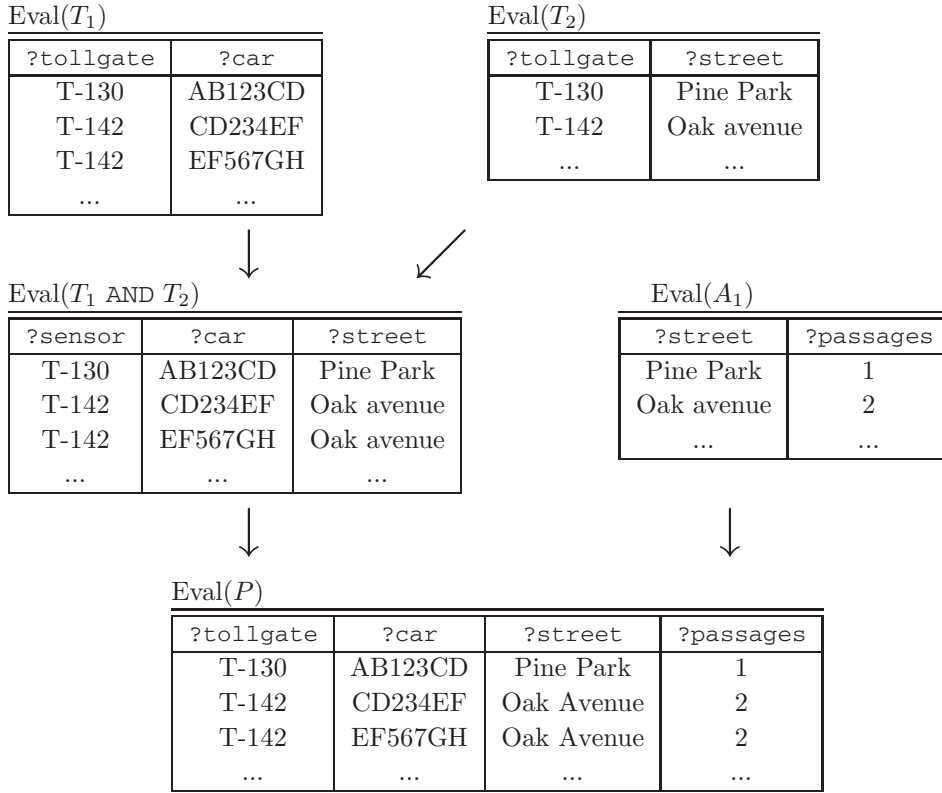 Eval(T₁)
?tollgate ?car
T-130 AB123CD
T-142 CD234EF
T-142 EF567GH
... ...
Eval(T₂)
?tollgate ?street
T-130 Pine Park
T-142 Oak avenue
... ...
Eval(T₁ AND T₂)
?sensor ?car ?street
T-130 AB123CD Pine Park
T-142 CD234EF Oak avenue
T-142 EF567GH Oak avenue
... ... ...
Eval(A₁)
?street ?passages
Pine Park 1
Oak avenue 2
... ...
Eval(P)
?tollgate ?car ?street ?passages
T-130 AB123CD Pine Park 1
T-142 CD234EF Oak Avenue 2
T-142 EF567GH Oak Avenue 2
... ... ... ...